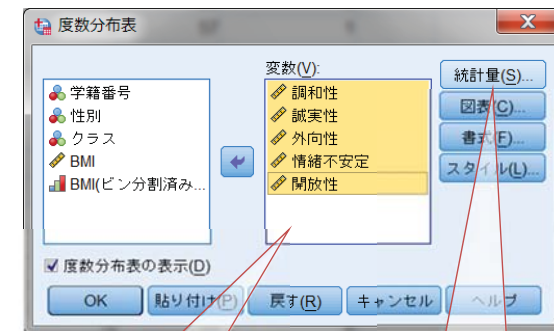 度数分布表
変数(V):
学籍番号
性別
クラス
BMI
BMI(ビン分割済み...
調和性
誠実性
外向性
情緒不安定
開放性
統計量(S)...
図表(C)...
書式(F)...
スタイル(L)...
度数分布表の表示(D)
OK 貼り付け(P) 戻す(R) キャンセル ヘルプ